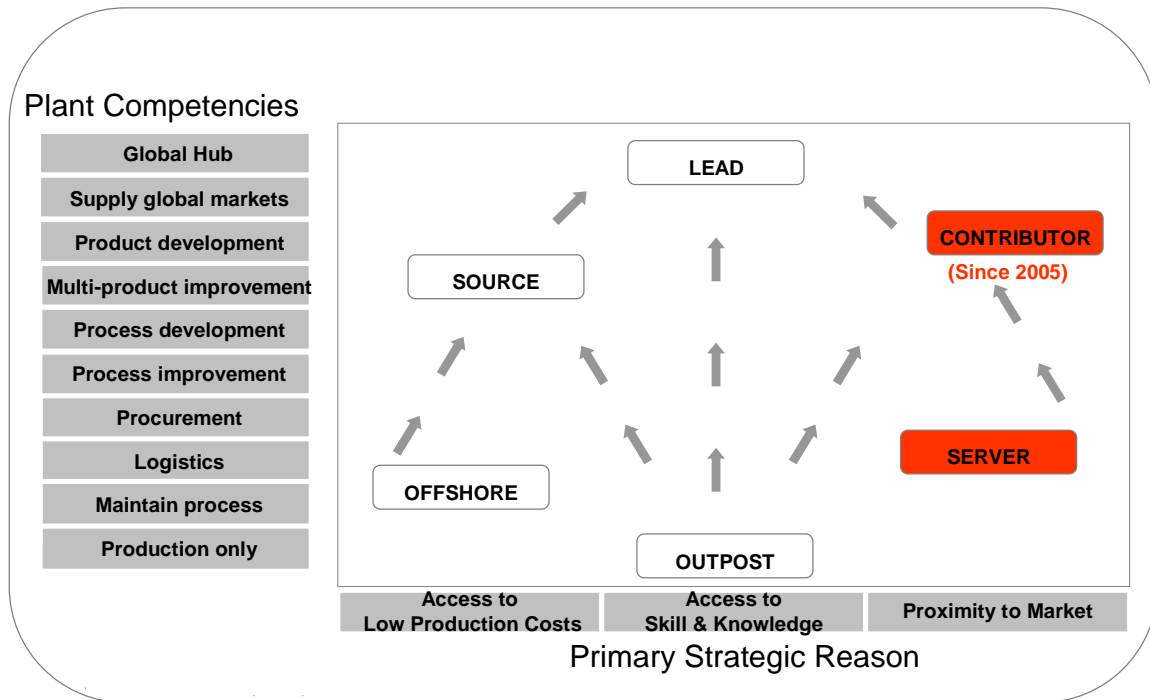 Plant Competencies
Global Hub
Supply global markets
Product development
Multi-product improvement
Process development
Process improvement
Procurement
Logistics
Maintain process
Production only
LEAD
CONTRIBUTOR
(Since 2005)
SOURCE
SERVER
OFFSHORE
OUTPOST
Access to
Low Production Costs
Access to
Skill & Knowledge
Proximity to Market
Primary Strategic Reason